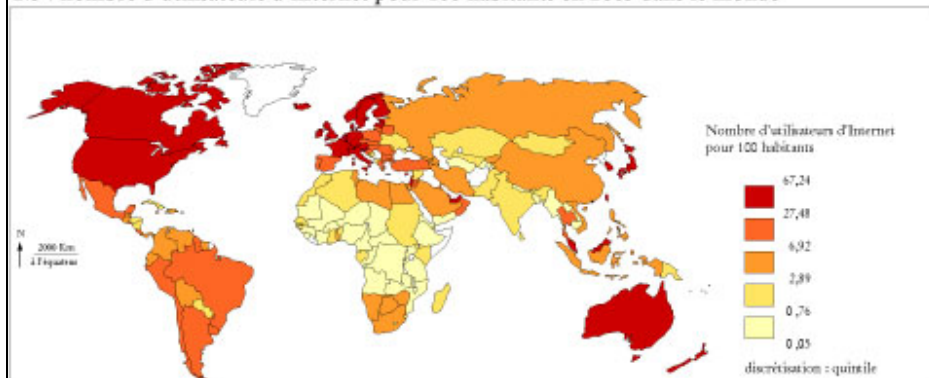 Nombre d'utilisateurs d'Internet
pour 100 habitants
67,24
27,48
6,92
2,89
0,76
0,05
discrétisation : quintile
N
2000 Km
à l'équateur